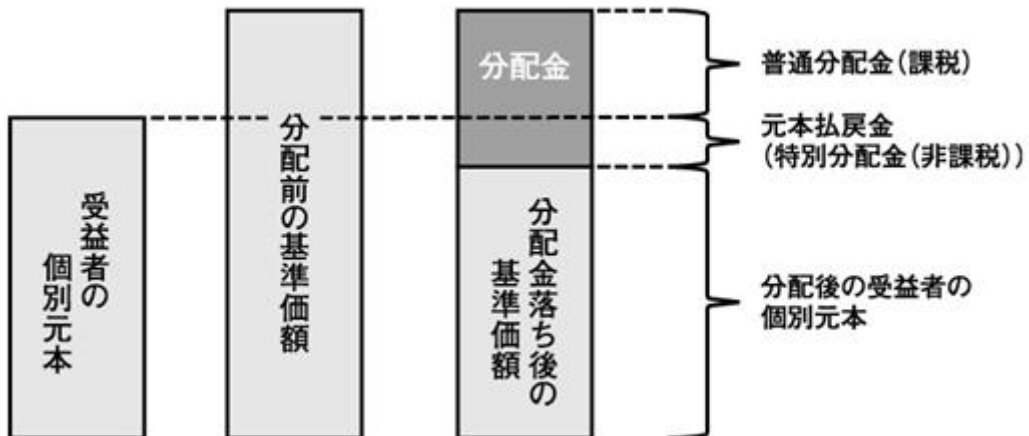 受益者の
個別元本
分配前の基準価額
分配金
分配金落ち後の
基準価額
普通分配金(課税)
元本払戻金
(特別分配金(非課税))
分配後の受益者の
個別元本